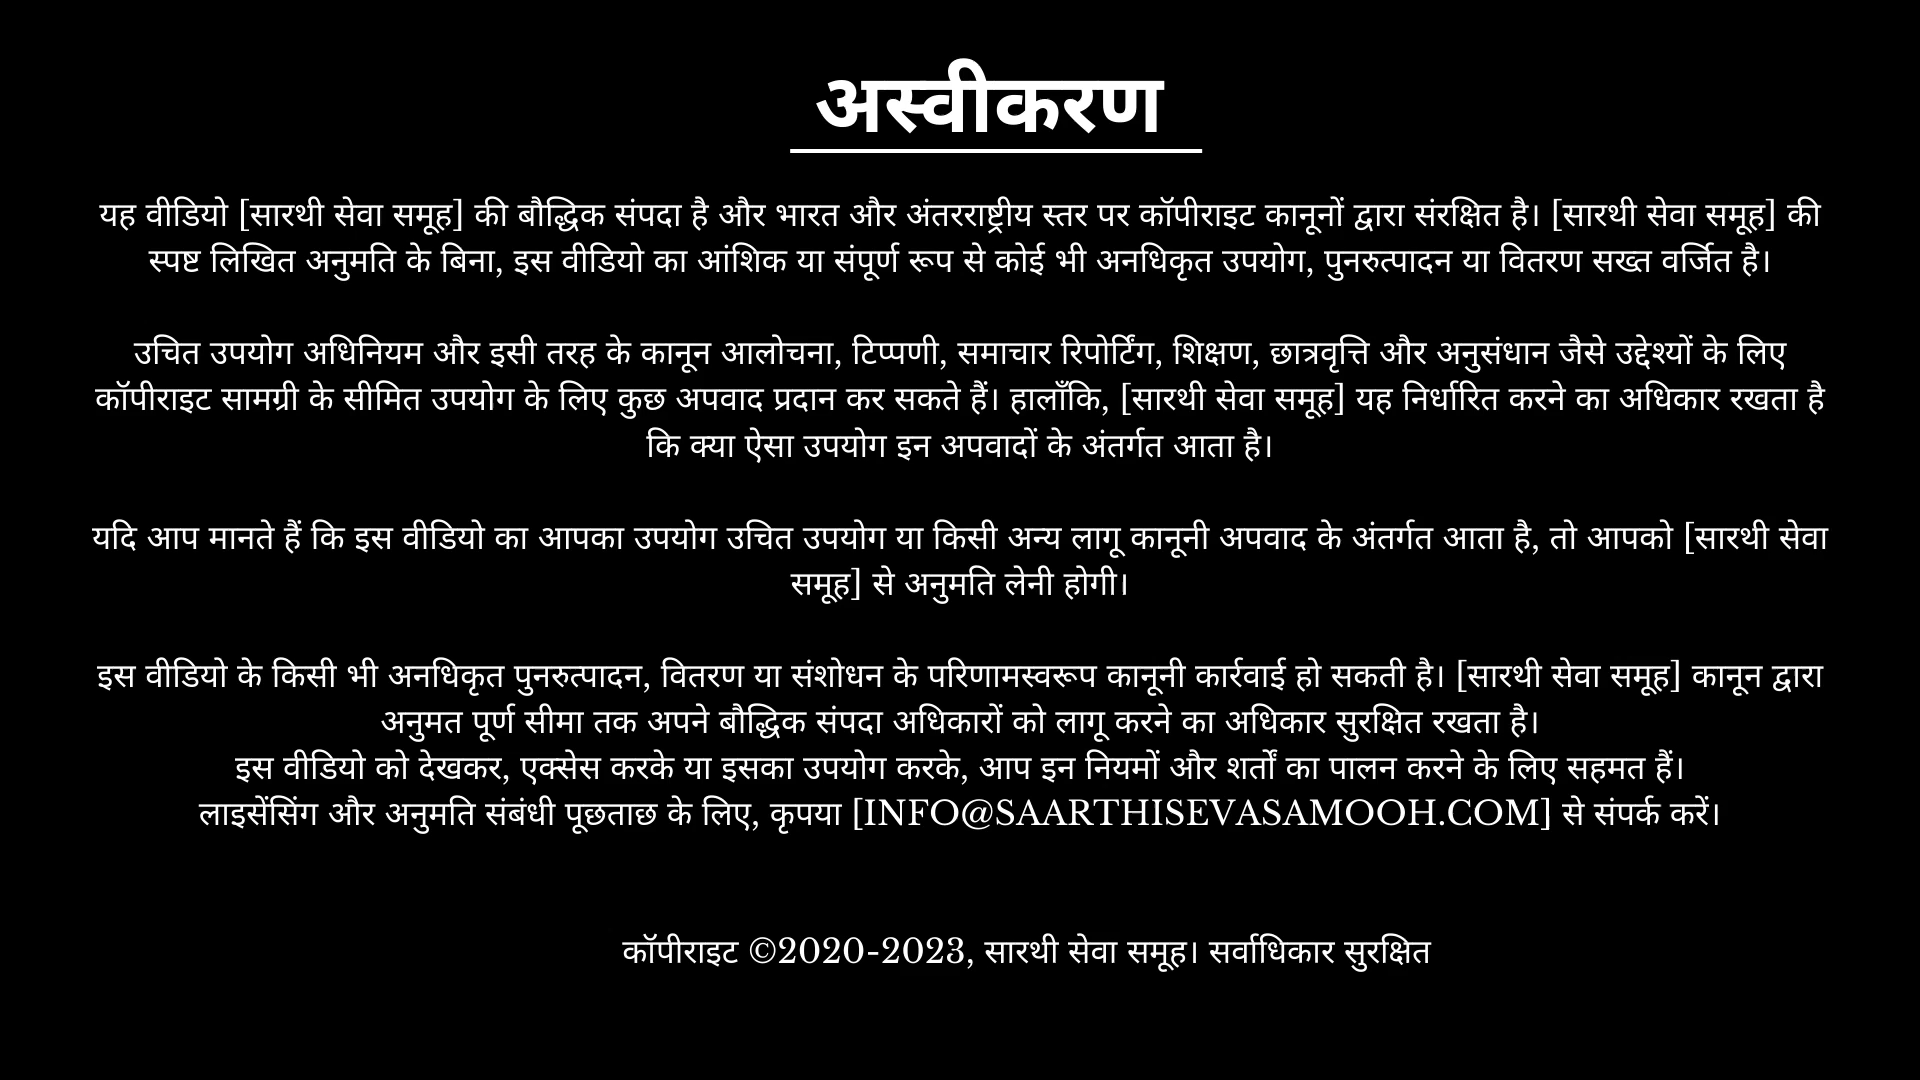 अस्वीकरण
यह वीडियो [सारथी सेवा समूह] की बौद्धिक संपदा है और भारत और अंतरराष्ट्रीय स्तर पर कॉपीराइट कानूनों द्वारा संरक्षित है। [सारथी सेवा समूह] की
स्पष्ट लिखित अनुमति के बिना, इस वीडियो का आंशिक या संपूर्ण रूप से कोई भी अनधिकृत उपयोग, पुनरुत्पादन या वितरण सख्त वर्जित है।
उचित उपयोग अधिनियम और इसी तरह के कानून आलोचना, टिप्पणी, समाचार रिपोर्टिंग, शिक्षण, छात्रवृत्ति और अनुसंधान जैसे उद्देश्यों के लिए
कॉपीराइट सामग्री के सीमित उपयोग के लिए कुछ अपवाद प्रदान कर सकते हैं। हालाँकि, [सारथी सेवा समूह] यह निर्धारित करने का अधिकार रखता है
कि क्या ऐसा उपयोग इन अपवादों के अंतर्गत आता है।
यदि आप मानते हैं कि इस वीडियो का आपका उपयोग उचित उपयोग या किसी अन्य लागू कानूनी अपवाद के अंतर्गत आता है, तो आपको [सारथी सेवा
समूह] से अनुमति लेनी होगी।
इस वीडियो के किसी भी अनधिकृत पुनरुत्पादन, वितरण या संशोधन के परिणामस्वरूप कानूनी कार्रवाई हो सकती है। [सारथी सेवा समूह] कानून द्वारा
अनुमत पूर्ण सीमा तक अपने बौद्धिक संपदा अधिकारों को लागू करने का अधिकार सुरक्षित रखता है।
इस वीडियो को देखकर, एक्सेस करके या इसका उपयोग करके, आप इन नियमों और शर्तों का पालन करने के लिए सहमत हैं।
लाइसेंसिंग और अनुमति संबंधी पूछताछ के लिए, कृपया [INFO@SAARTHISEVASAMOOH.COM] से संपर्क करें।
कॉपीराइट ©2020-2023, सारथी सेवा समूह। सर्वाधिकार सुरक्षित